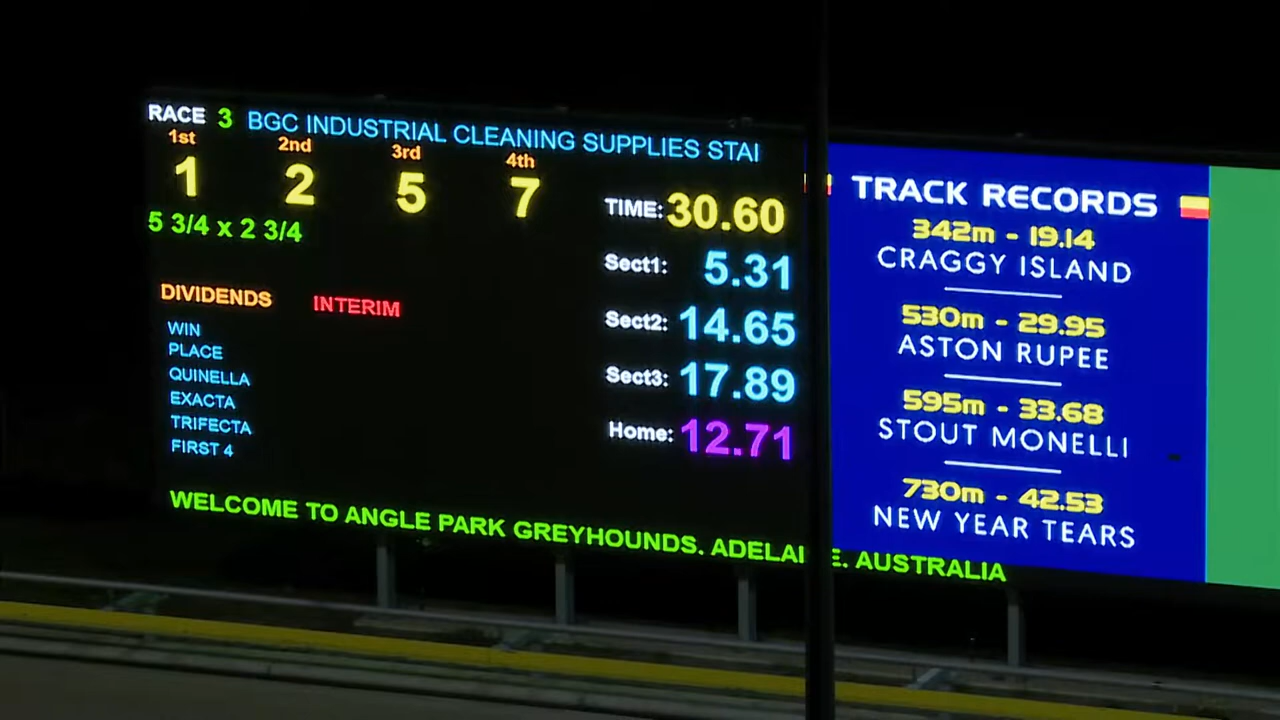 RACE 3 BGC INDUSTRIAL CLEANING SUPPLIES STAI
1st 2nd 3rd 4th
1 2 5 7
5 3/4 x 2 3/4
TIME: 30.60
Sect1: 5.31
Sect2: 14.65
Sect3: 17.89
Home: 12.71
DIVIDENDS INTERIM
WIN
PLACE
QUINELLA
EXACTA
TRIFECTA
FIRST 4
TRACK RECORDS
342m - 19.14
CRAGGY ISLAND
530m - 29.95
ASTON RUPEE
595m - 33.68
STOUT MONELLI
730m - 42.53
NEW YEAR TEARS
WELCOME TO ANGLE PARK GREYHOUNDS. ADELAI E. AUSTRALIA